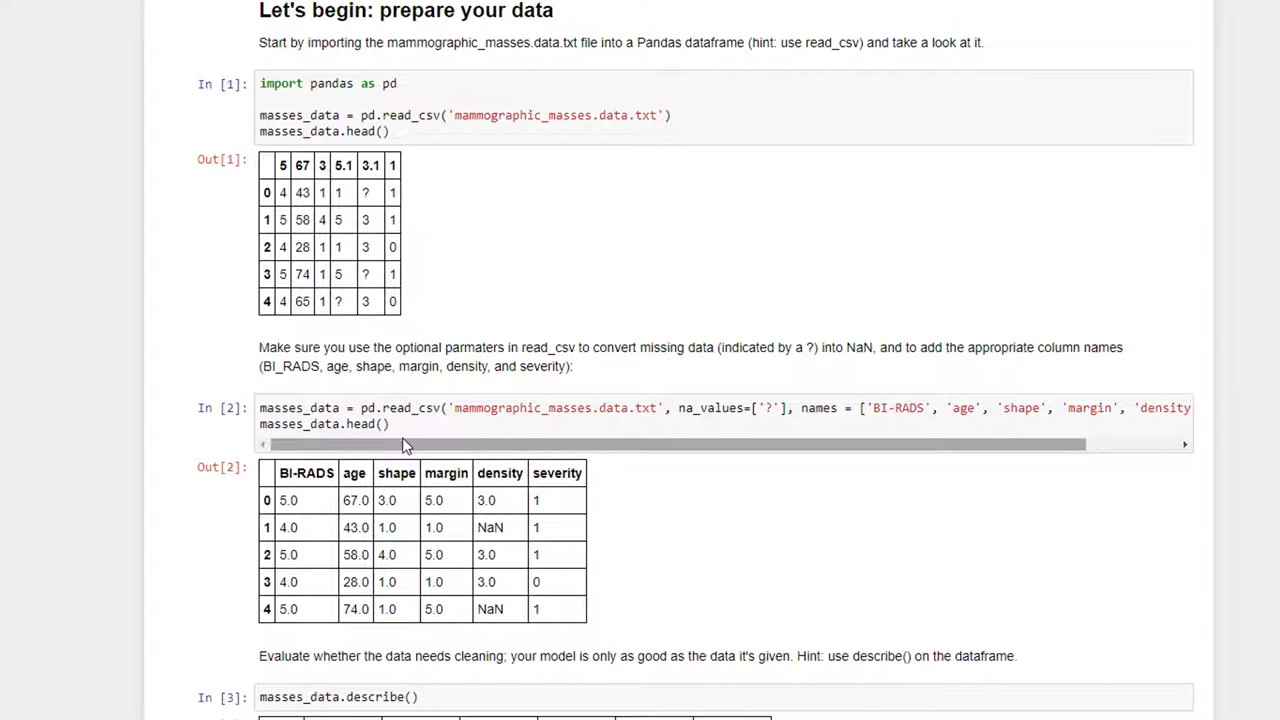 Let's begin: prepare your data
Start by importing the mammographic_masses.data.txt file into a Pandas dataframe (hint: use read_csv) and take a look at it.
In [1]: import pandas as pd
masses_data = pd.read_csv('mammographic_masses.data.txt')
masses_data.head()
Out[1]:
5 67 3 5.1 3.1 1
0 4 43 1 1 ? 1
1 5 58 4 5 3 1
2 4 28 1 1 3 0
3 5 74 1 5 ? 1
4 4 65 1 ? 3 0
Make sure you use the optional parmaters in read_csv to convert missing data (indicated by a ?) into NaN, and to add the appropriate column names
(BI_RADS, age, shape, margin, density, and severity):
In [2]: masses_data = pd.read_csv('mammographic_masses.data.txt', na_values=['?'], names = ['BI-RADS', 'age', 'shape', 'margin', 'density
masses_data.head()
Out[2]:
BI-RADS age shape margin density severity
0 5.0 67.0 3.0 5.0 3.0 1
1 4.0 43.0 1.0 1.0 NaN 1
2 5.0 58.0 4.0 5.0 3.0 1
3 4.0 28.0 1.0 1.0 3.0 0
4 5.0 74.0 1.0 5.0 NaN 1
Evaluate whether the data needs cleaning; your model is only as good as the data it's given. Hint: use describe() on the dataframe.
In [3]: masses_data.describe()